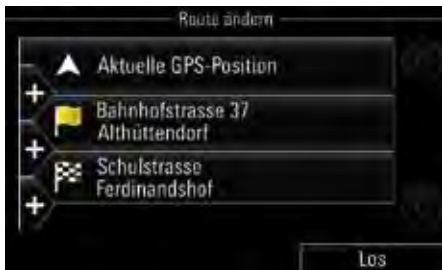 Route ändern
Aktuelle GPS-Position
Bahnhofstrasse 37
Althüttendorf
Schulstrasse
Ferdinandshof
Los